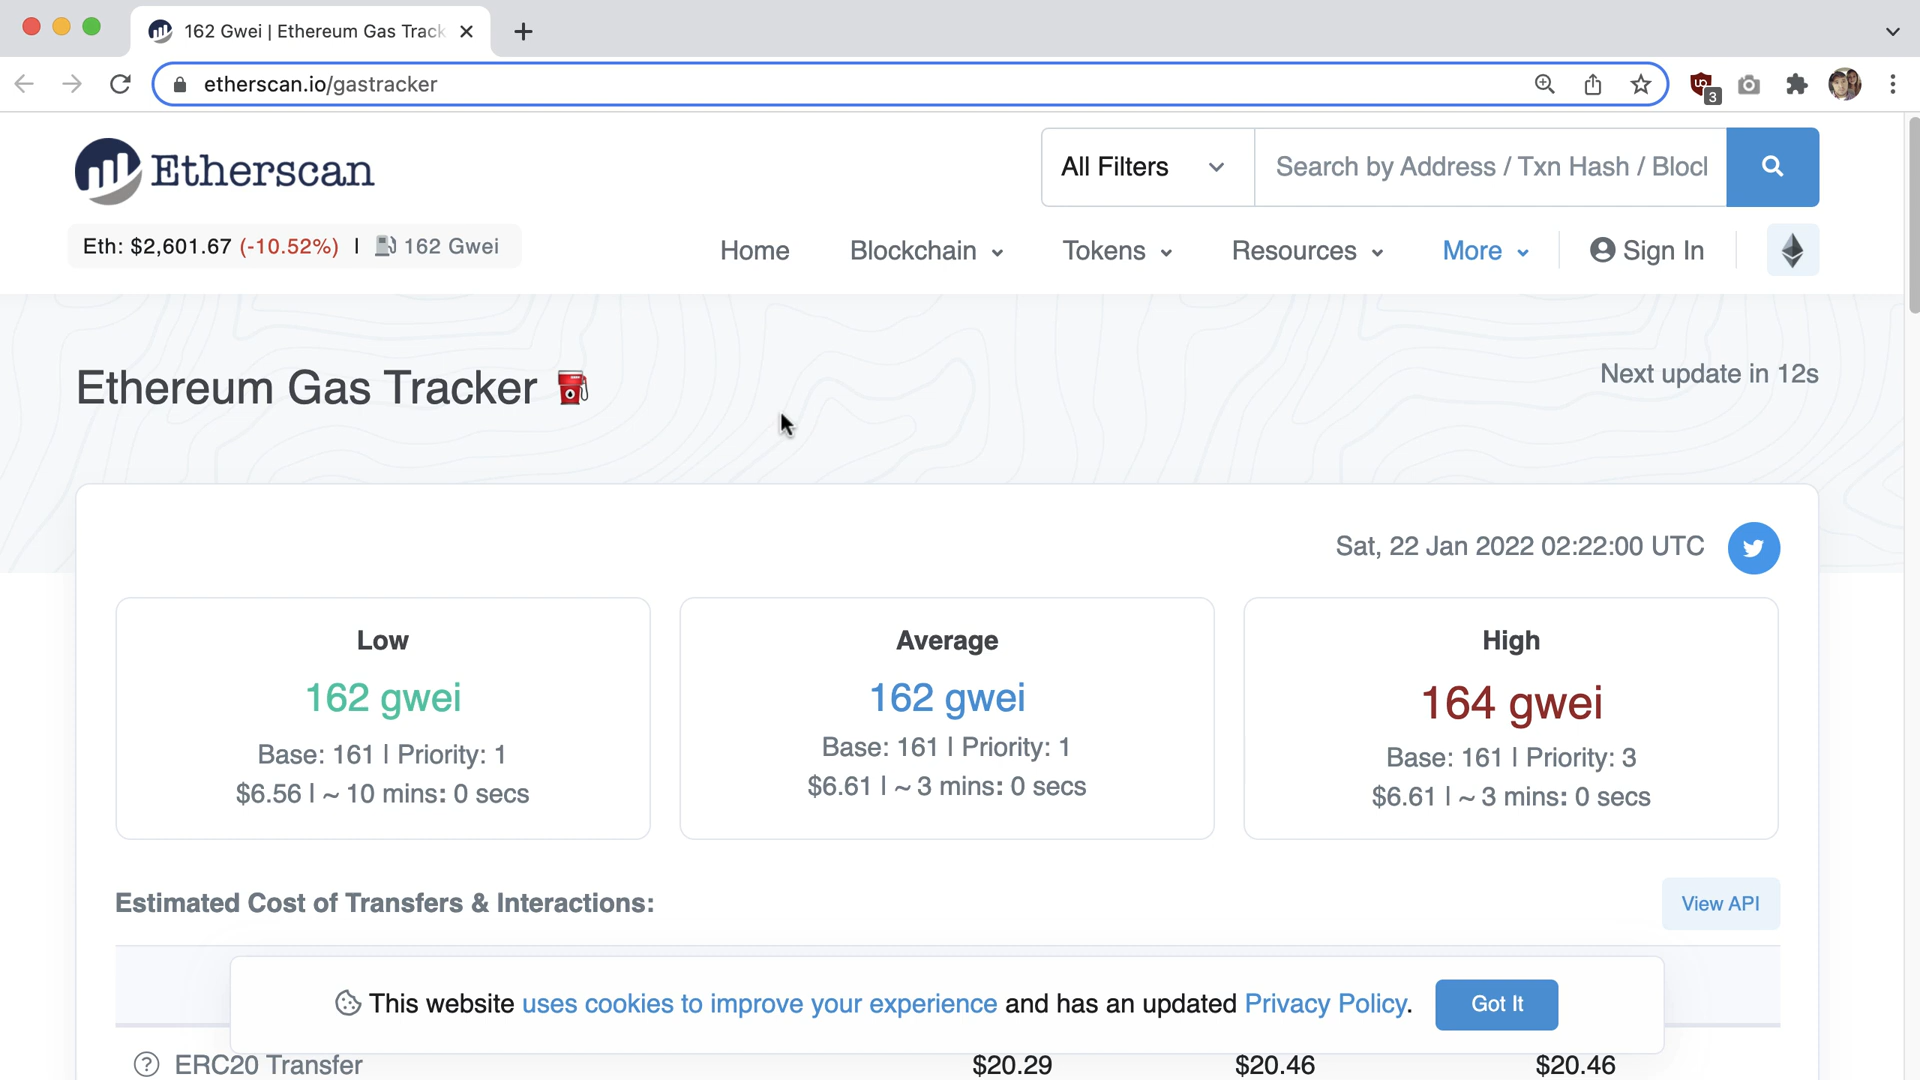 162 Gwei | Ethereum Gas Track
etherscan.io/gastracker
3
Etherscan
All Filters
Search by Address / Txn Hash / Block
Eth: $2,601.67 (-10.52%) | 162 Gwei
Home
Blockchain
Tokens
Resources
More
Sign In
Ethereum Gas Tracker
Next update in 12s
Sat, 22 Jan 2022 02:22:00 UTC
Low
162 gwei
Base: 161 | Priority: 1
$6.56 | ~ 10 mins: 0 secs
Average
162 gwei
Base: 161 | Priority: 1
$6.61 | ~ 3 mins: 0 secs
High
164 gwei
Base: 161 | Priority: 3
$6.61 | ~ 3 mins: 0 secs
Estimated Cost of Transfers & Interactions:
View API
This website uses cookies to improve your experience and has an updated Privacy Policy.
Got It
ERC20 Transfer
$20.29
$20.46
$20.46